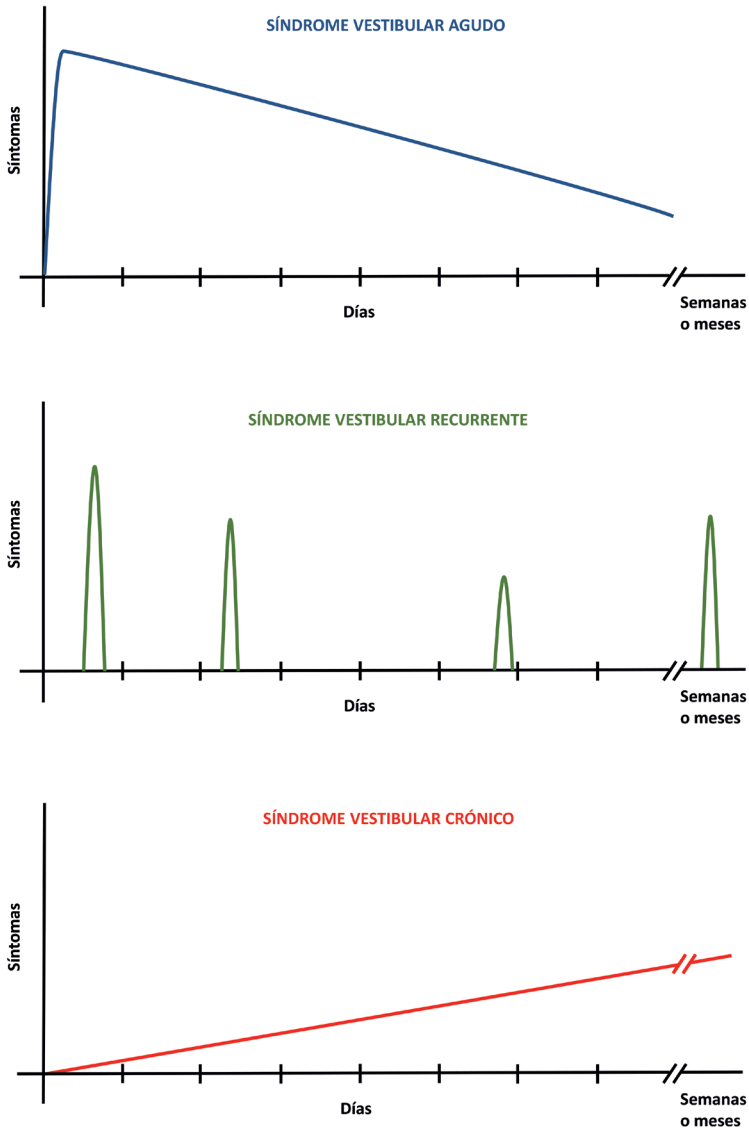 SÍNDROME VESTIBULAR AGUDO
Síntomas
Días
Semanas
o meses
SÍNDROME VESTIBULAR RECURRENTE
Síntomas
Días
Semanas
o meses
SÍNDROME VESTIBULAR CRÓNICO
Síntomas
Días
Semanas
o meses